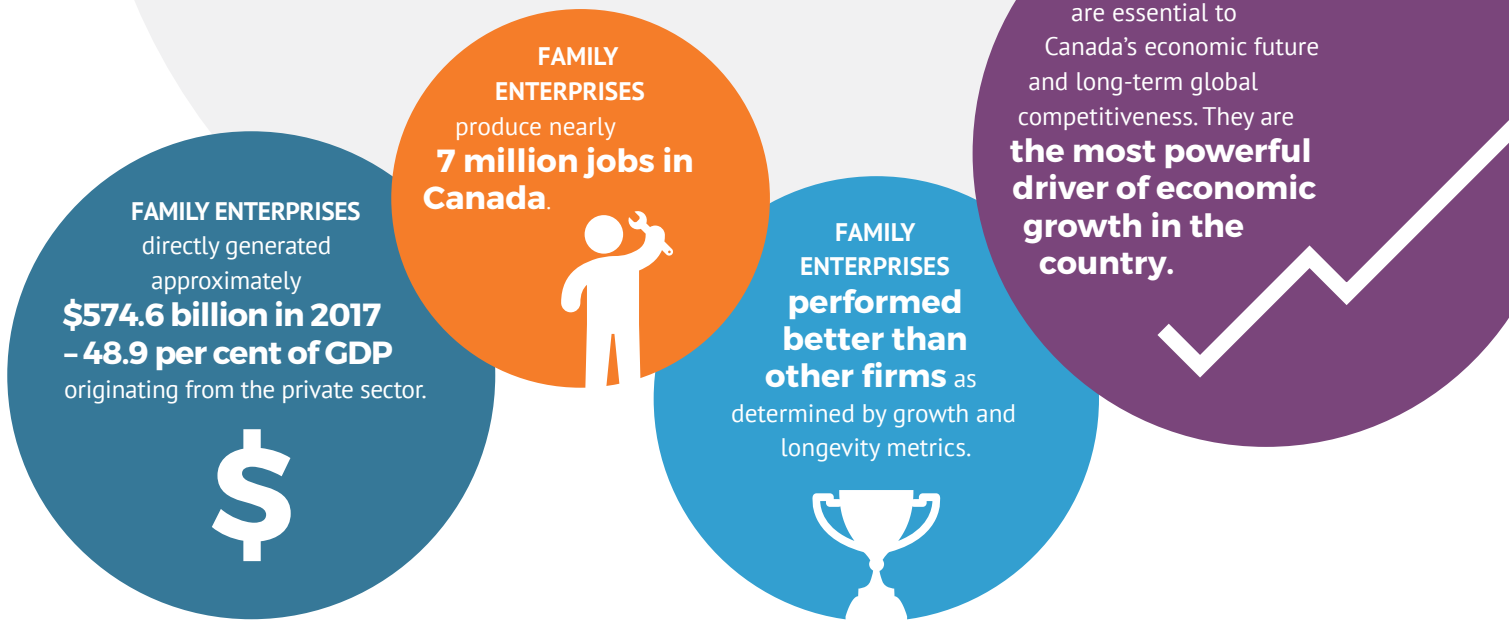 FAMILY ENTERPRISES
directly generated
approximately
$574.6 billion in 2017
– 48.9 per cent of GDP
originating from the private sector.
FAMILY
ENTERPRISES
produce nearly
7 million jobs in
Canada.
FAMILY
ENTERPRISES
performed
better than
other firms as
determined by growth and
longevity metrics.
are essential to
Canada’s economic future
and long-term global
competitiveness. They are
the most powerful
driver of economic
growth in the
country.